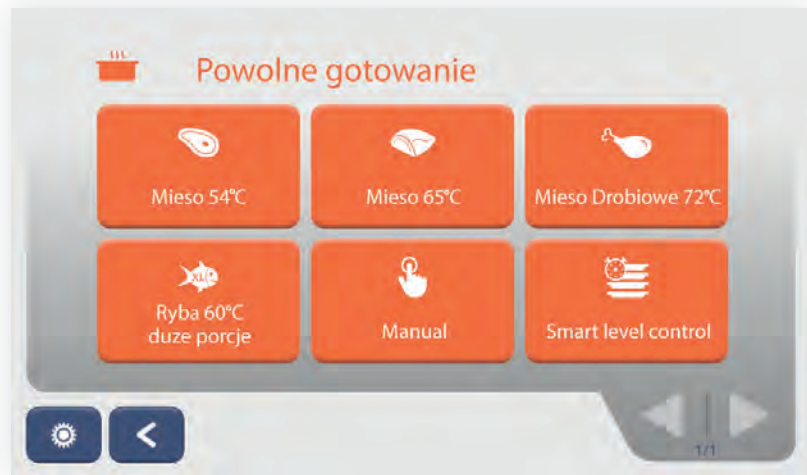 Powolne gotowanie
Mieso 54°C
Mieso 65°C
Mieso Drobiowe 72°C
XL
Ryba 60°C
duze porcje
Manual
Smart level control
1/1